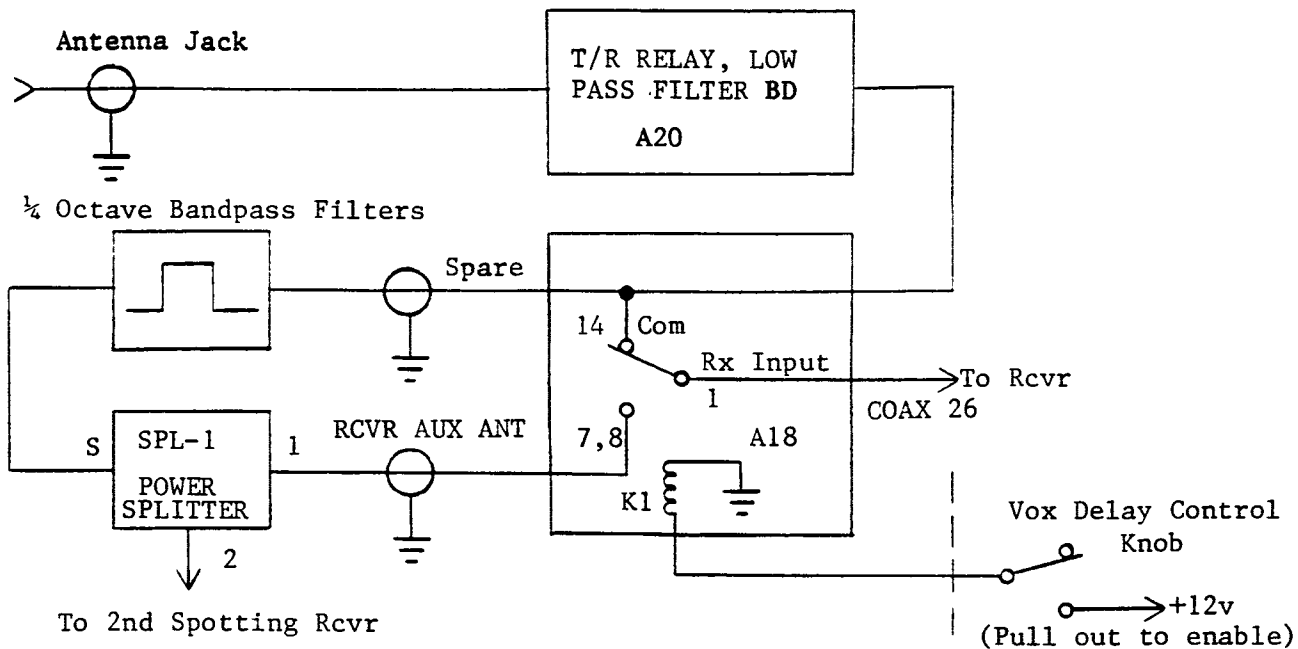 Antenna Jack
T/R RELAY, LOW
PASS FILTER BD
A20
¼ Octave Bandpass Filters
Spare
14 Com
Rx Input
1
To Rcvr
COAX 26
S
SPL-1
POWER
SPLITTER
1
2
RCVR AUX ANT
7,8
A18
K1
Vox Delay Control
Knob
+12v
(Pull out to enable)
To 2nd Spotting Rcvr